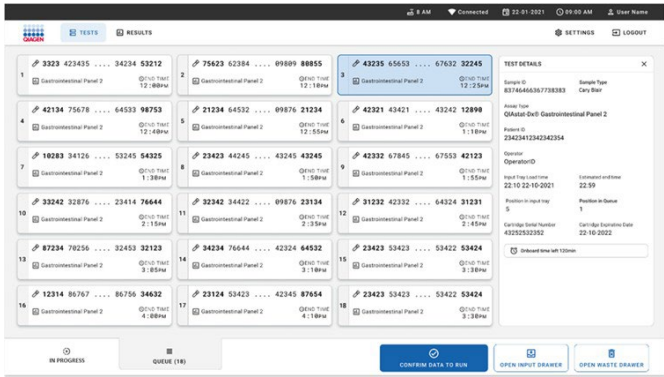 8 AM Connected 22-01-2021 09:00 AM User Name
QIAGEN TESTS RESULTS SETTINGS LOGOUT
1 3323 423435 .... 34234 53212
Gastrointestinal Panel 2 END TIME 12:00PM
2 75623 62384 .... 09809 80855
Gastrointestinal Panel 2 END TIME 12:10PM
3 43235 65653 .... 67632 32245
Gastrointestinal Panel 2 END TIME 12:25PM
4 42134 75678 .... 64533 98753
Gastrointestinal Panel 2 END TIME 12:40PM
5 21234 64532 .... 09876 21234
Gastrointestinal Panel 2 END TIME 12:55PM
6 42321 43421 .... 43242 12890
Gastrointestinal Panel 2 END TIME 1:10PM
7 10283 34126 .... 53245 54325
Gastrointestinal Panel 2 END TIME 1:30PM
8 23423 44245 .... 43245 43245
Gastrointestinal Panel 2 END TIME 1:50PM
9 42332 67845 .... 67553 42123
Gastrointestinal Panel 2 END TIME 1:55PM
10 33242 32876 .... 23414 76644
Gastrointestinal Panel 2 END TIME 2:15PM
11 32342 34422 .... 09876 23134
Gastrointestinal Panel 2 END TIME 2:35PM
12 31232 42332 .... 64324 31231
Gastrointestinal Panel 2 END TIME 2:45PM
13 87234 70256 .... 32453 32123
Gastrointestinal Panel 2 END TIME 3:05PM
14 34234 76644 .... 42324 64532
Gastrointestinal Panel 2 END TIME 3:10PM
15 23423 53423 .... 53422 53424
Gastrointestinal Panel 2 END TIME 3:30PM
16 12314 86767 .... 86756 34632
Gastrointestinal Panel 2 END TIME 4:00PM
17 23124 53423 .... 42345 87654
Gastrointestinal Panel 2 END TIME 4:10PM
18 23423 53423 .... 53422 53424
Gastrointestinal Panel 2 END TIME 3:30PM
TEST DETAILS
Sample ID Sample Type
83746466367738383 Cary Blair
Assay Type
QIAstat-Dx® Gastrointestinal Panel 2
Patient ID
23423412342342354
Operator
OperatorID
Input Tray Load time Estimated end time
22:10 22-10-2021 22:59
Position in input tray Position in Queue
5 1
Cartridge Serial Number Cartridge Expiration Date
43252532352 22-10-2022
Onboard time left 120min
IN PROGRESS QUEUE (18) CONFRIM DATA TO RUN OPEN INPUT DRAWER OPEN WASTE DRAWER